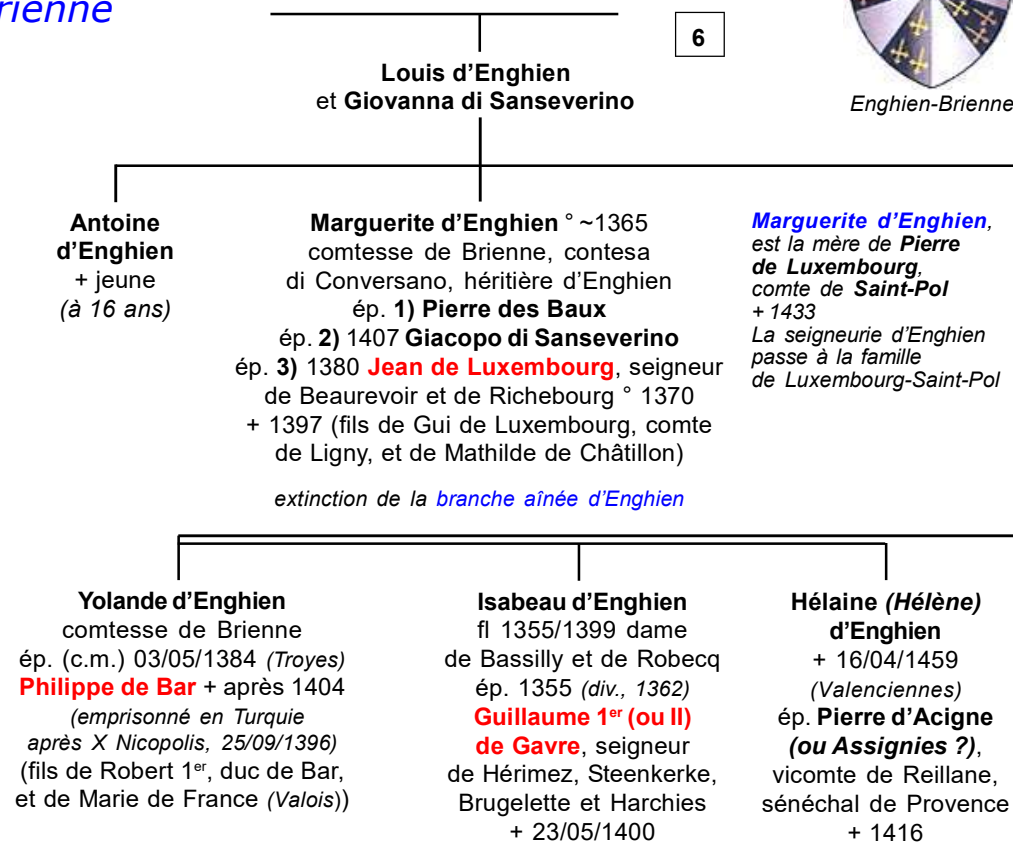 rienne
6
Louis d’Enghien
et Giovanna di Sanseverino
Enghien-Brienne
Antoine
d’Enghien
+ jeune
(à 16 ans)
Marguerite d’Enghien ° ~1365
comtesse de Brienne, contesa
di Conversano, héritière d’Enghien
ép. 1) Pierre des Baux
ép. 2) 1407 Giacopo di Sanseverino
ép. 3) 1380 Jean de Luxembourg, seigneur
de Beaurevoir et de Richebourg ° 1370
+ 1397 (fils de Gui de Luxembourg, comte
de Ligny, et de Mathilde de Châtillon)
extinction de la branche aînée d’Enghien
Marguerite d’Enghien,
est la mère de Pierre
de Luxembourg,
comte de Saint-Pol
+ 1433
La seigneurie d’Enghien
passe à la famille
de Luxembourg-Saint-Pol
Yolande d’Enghien
comtesse de Brienne
ép. (c.m.) 03/05/1384 (Troyes)
Philippe de Bar + après 1404
(emprisonné en Turquie
après X Nicopolis, 25/09/1396)
(fils de Robert 1er, duc de Bar,
et de Marie de France (Valois))
Isabeau d’Enghien
fl 1355/1399 dame
de Bassilly et de Robecq
ép. 1355 (div., 1362)
Guillaume 1er (ou II)
de Gavre, seigneur
de Hérimez, Steenkerke,
Brugelette et Harchies
+ 23/05/1400
Hélaine (Hélène)
d’Enghien
+ 16/04/1459
(Valenciennes)
ép. Pierre d’Acigne
(ou Assignies ?),
vicomte de Reillane,
sénéchal de Provence
+ 1416